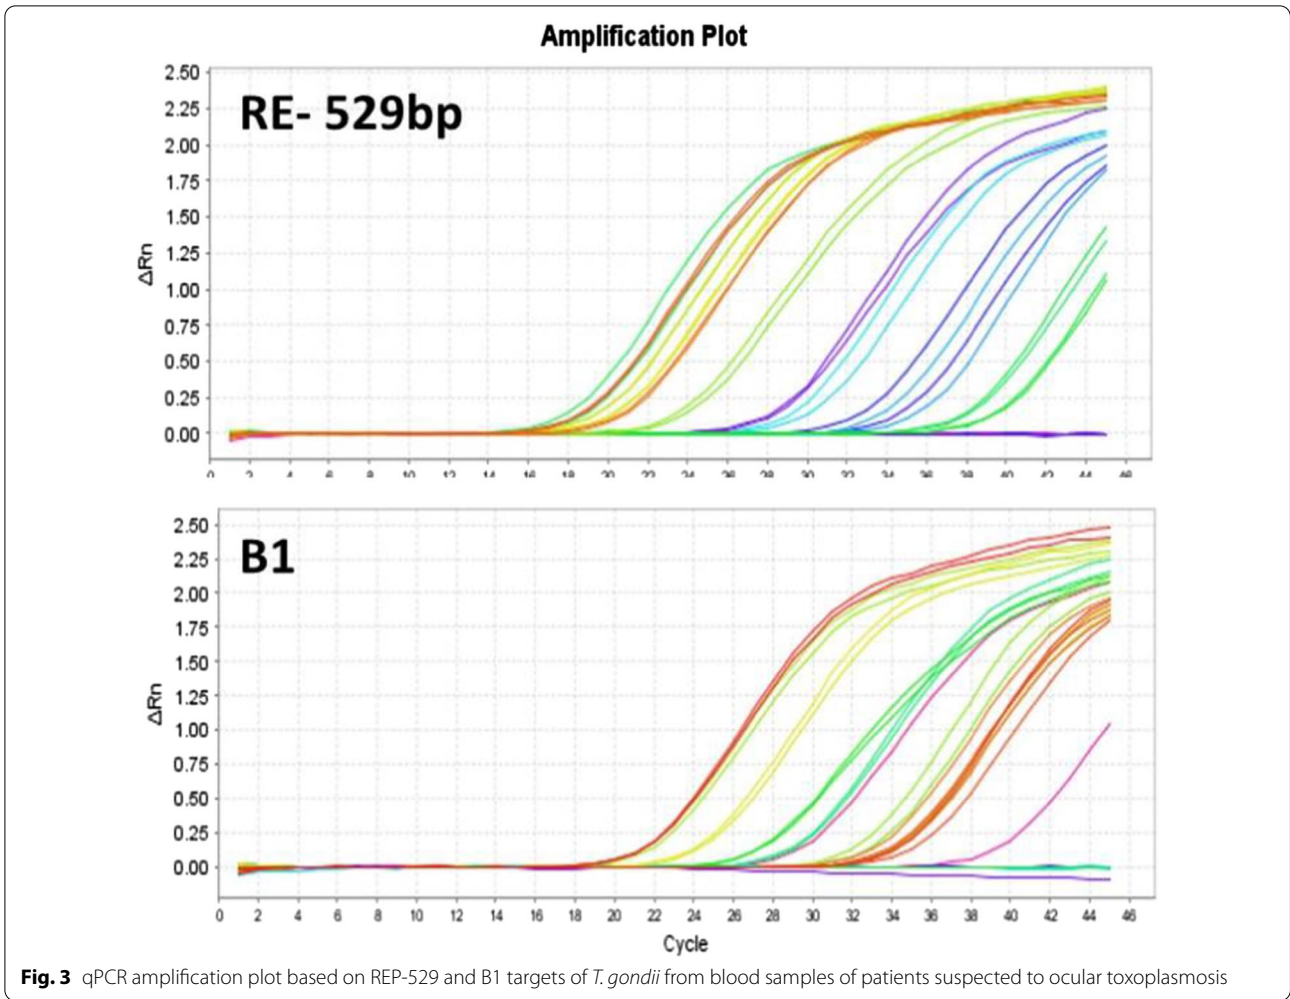 Amplification Plot
RE- 529bp
2.50
2.25
2.00
1.75
1.50
1.25
1.00
0.75
0.50
0.25
0.00
ΔRn
B1
2.50
2.25
2.00
1.75
1.50
1.25
1.00
0.75
0.50
0.25
0.00
ΔRn
0 2 4 6 8 10 12 14 16 18 20 22 24 26 28 30 32 34 36 38 40 42 44 46
Cycle
Fig. 3 qPCR amplification plot based on REP-529 and B1 targets of T. gondii from blood samples of patients suspected to ocular toxoplasmosis